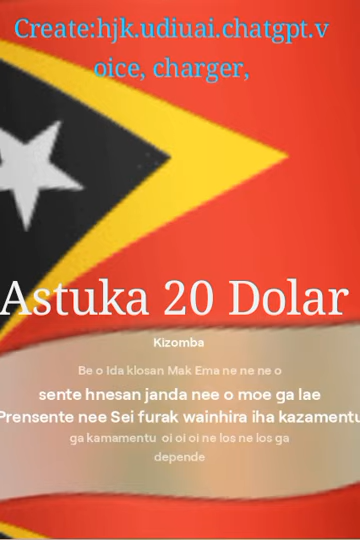 Create:hjk.udiuai.chatgpt.v
oice, charger,
Astuka 20 Dolar
Kizomba
Be o Ida klosan Mak Ema ne ne ne o
sente hnesan janda nee o moe ga lae
Prensente nee Sei furak wainhira iha kazamentu
ga kamamentu oi oi oi ne los ne los ga
depende